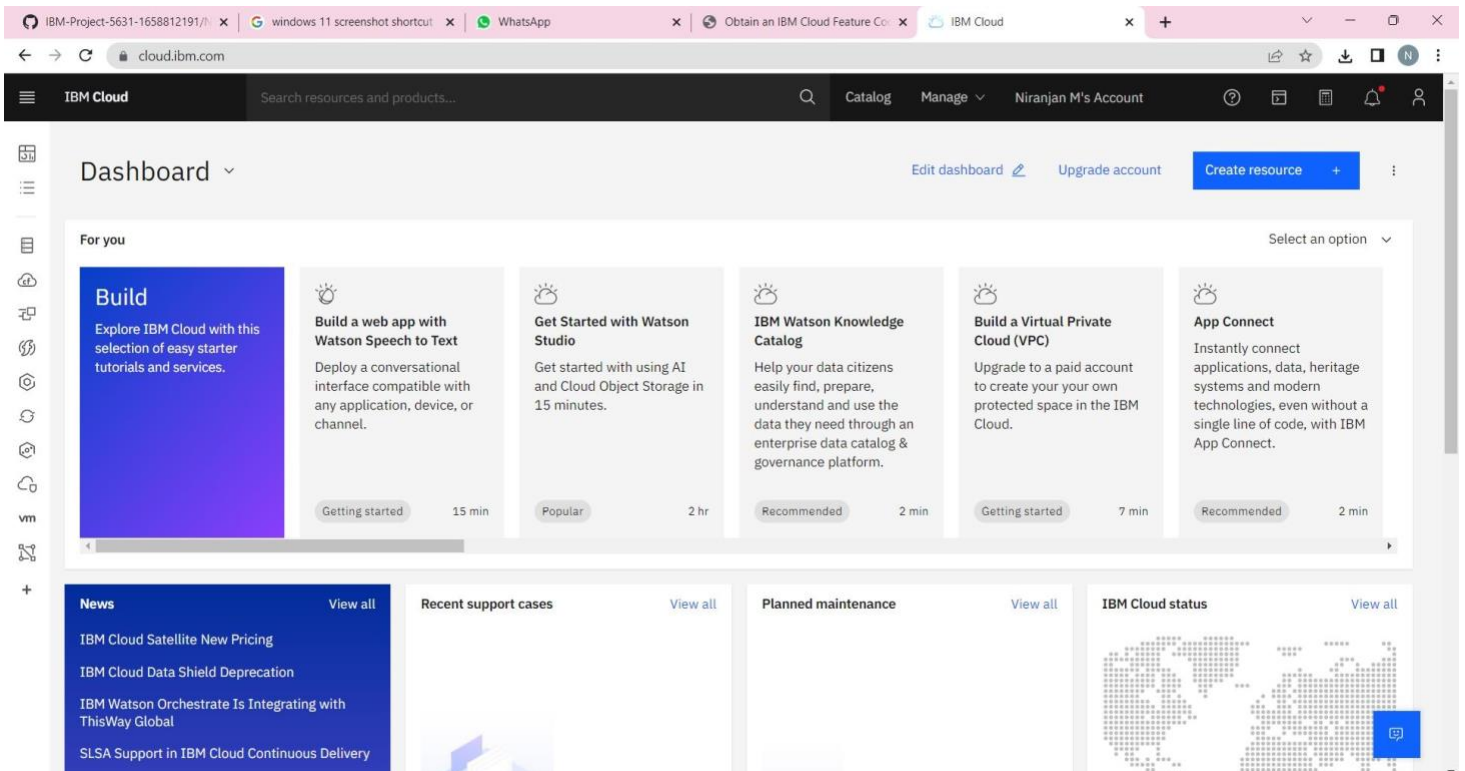 IBM-Project-5631-1658812191/N
windows 11 screenshot shortcut
WhatsApp
Obtain an IBM Cloud Feature Co
IBM Cloud
cloud.ibm.com
N
IBM Cloud
Search resources and products...
Catalog
Manage
Niranjan M's Account
Dashboard
Edit dashboard
Upgrade account
Create resource +
For you
Select an option
Build
Explore IBM Cloud with this
selection of easy starter
tutorials and services.
Build a web app with
Watson Speech to Text
Deploy a conversational
interface compatible with
any application, device, or
channel.
Getting started
15 min
Get Started with Watson
Studio
Get started with using AI
and Cloud Object Storage in
15 minutes.
Popular
2 hr
IBM Watson Knowledge
Catalog
Help your data citizens
easily find, prepare,
understand and use the
data they need through an
enterprise data catalog &
governance platform.
Recommended
2 min
Build a Virtual Private
Cloud (VPC)
Upgrade to a paid account
to create your your own
protected space in the IBM
Cloud.
Getting started
7 min
App Connect
Instantly connect
applications, data, heritage
systems and modern
technologies, even without a
single line of code, with IBM
App Connect.
Recommended
2 min
vm
News
View all
IBM Cloud Satellite New Pricing
IBM Cloud Data Shield Deprecation
IBM Watson Orchestrate Is Integrating with
ThisWay Global
SLSA Support in IBM Cloud Continuous Delivery
Recent support cases
View all
Planned maintenance
View all
IBM Cloud status
View all